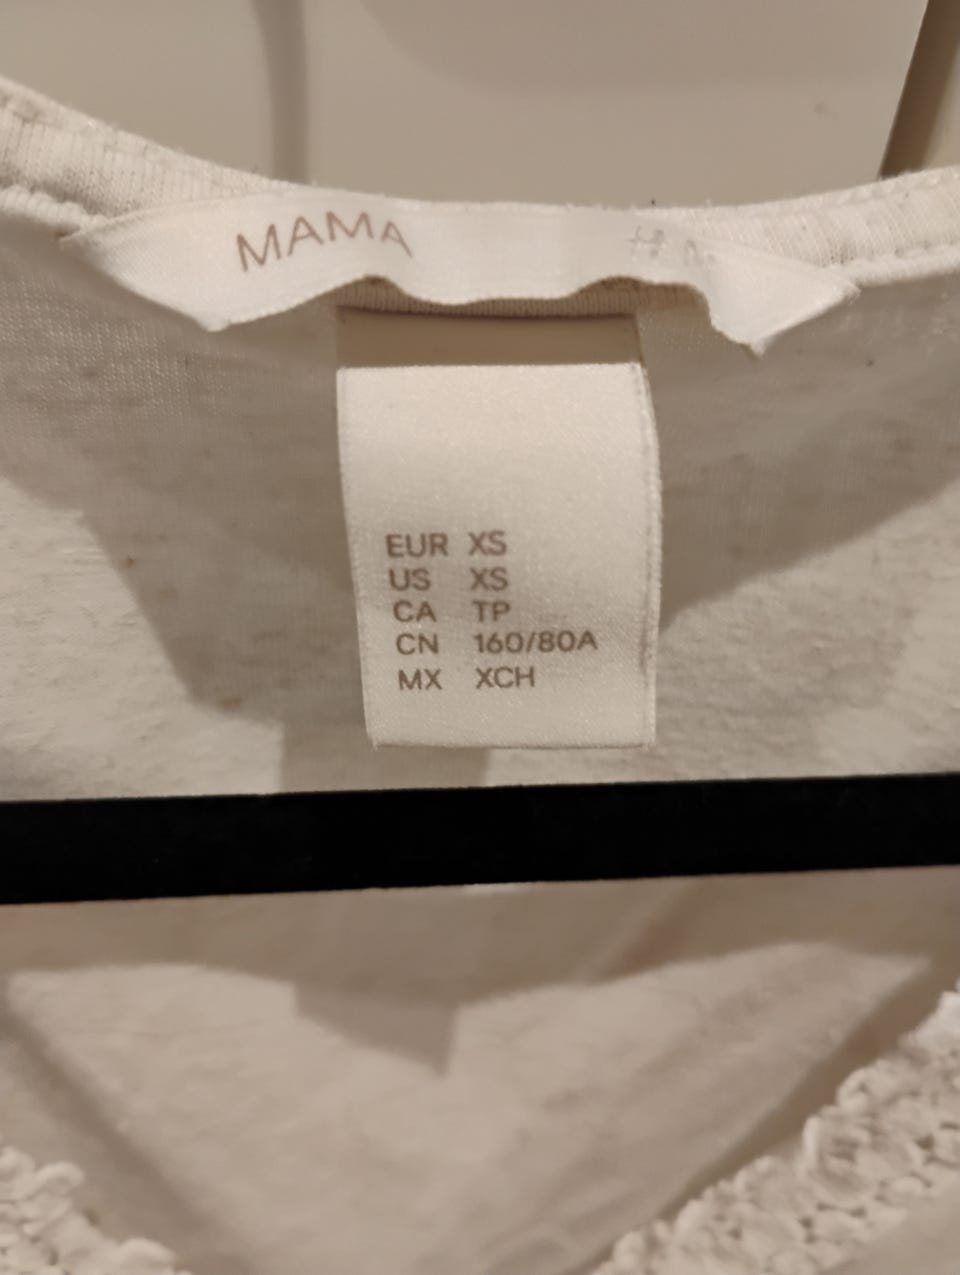 MAMA
EUR XS
US XS
CA TP
CN 160/80A
MX XCH